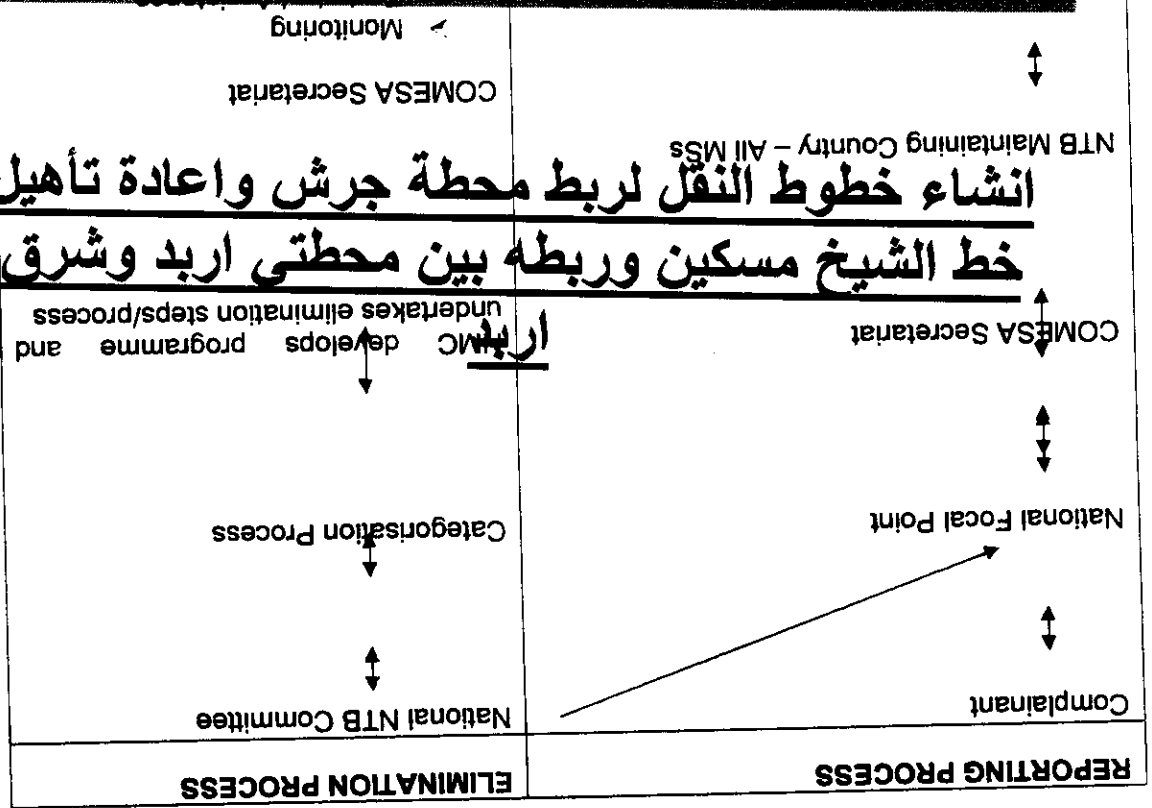 REPORTING PROCESS
ELIMINATION PROCESS
Complainant
National NTB Committee
National Focal Point
Categorisation Process
COMESA Secretariat
develops programme and
undertakes elimination steps/process
NTB Maintaining Country – All MSs
COMESA Secretariat
➢ Monitoring
انشاء خطوط النقل لربط محطة جرش واعادة تأهيل
خط الشيخ مسكين وربطه بين محطتي اربد وشرق
اربد